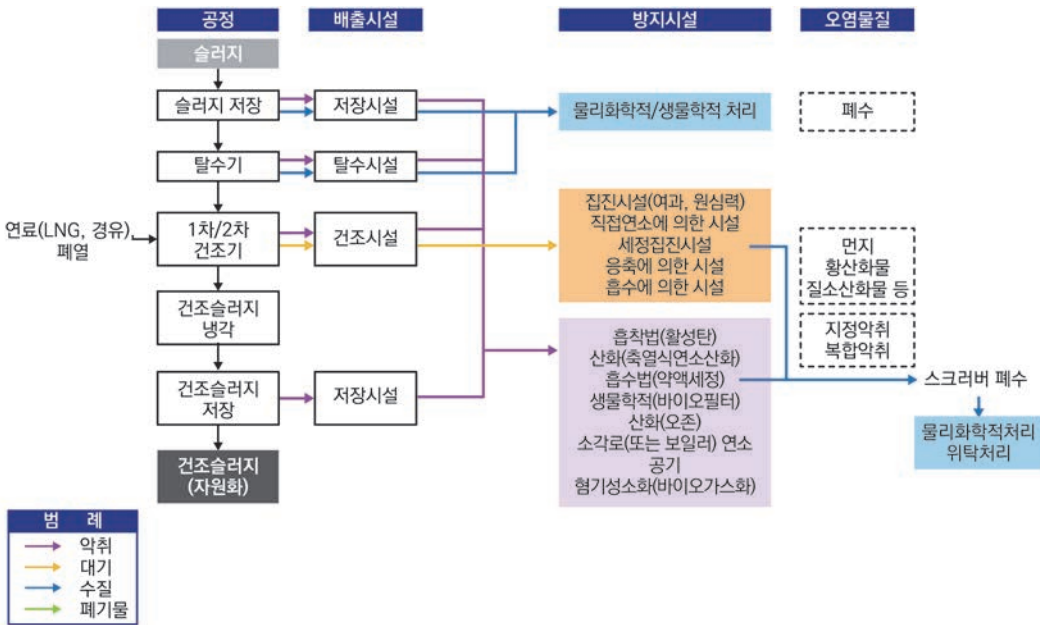 공정
배출시설
방지시설
오염물질
슬러지
슬러지 저장
저장시설
물리화학적/생물학적 처리
폐수
탈수기
탈수시설
연료(LNG, 경유),
폐열
1차/2차
건조기
건조시설
집진시설(여과, 원심력)
직접연소에 의한 시설
세정집진시설
응축에 의한 시설
흡수에 의한 시설
먼지
황산화물
질소산화물 등
건조슬러지
냉각
흡착법(활성탄)
산화(축열식연소산화)
흡수법(약액세정)
생물학적(바이오필터)
산화(오존)
소각로(또는 보일러) 연소
공기
혐기성소화(바이오가스화)
지정악취
복합악취
건조슬러지
저장
저장시설
스크러버 폐수
물리화학적처리
위탁처리
건조슬러지
(자원화)
범 례
악취
대기
수질
폐기물